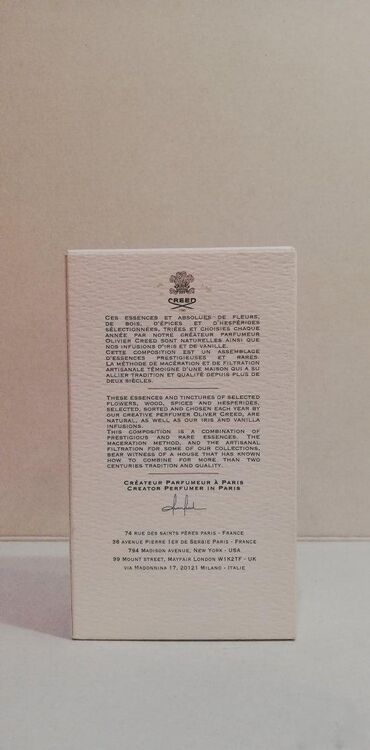 CREED
CES ESSENCES ET ABSOLUES DE FLEURS,
DE BOIS, D'ÉPICES ET D'HESPÉRIDES
SÉLECTIONNÉES, TRIÉES ET CHOISIES CHAQUE
ANNÉE PAR NOTRE CRÉATEUR PARFUMEUR
OLIVIER CREED SONT NATURELLES AINSI QUE
NOS INFUSIONS D'IRIS ET DE VANILLE.
CETTE COMPOSITION EST UN ASSEMBLAGE
D'ESSENCES PRESTIGIEUSES ET RARES.
LA MÉTHODE DE MACÉRATION ET DE FILTRATION
ARTISANALE TÉMOIGNE D'UNE MAISON QUI A SU
ALLIER TRADITION ET QUALITÉ DEPUIS PLUS DE
DEUX SIÈCLES.
THESE ESSENCES AND TINCTURES OF SELECTED
FLOWERS, WOOD, SPICES AND HESPERIDES,
SELECTED, SORTED AND CHOSEN EACH YEAR BY
OUR CREATIVE PERFUMER OLIVER CREED, ARE
NATURAL, AS WELL AS OUR IRIS AND VANILLA
INFUSIONS.
THIS COMPOSITION IS A COMBINATION OF
PRESTIGIOUS AND RARE ESSENCES. THE
MACERATION METHOD, AND THE ARTISANAL
FILTRATION FOR SOME OF OUR COLLECTIONS,
BEAR WITNESS OF A HOUSE THAT HAS KNOWN
HOW TO COMBINE FOR MORE THAN TWO
CENTURIES TRADITION AND QUALITY.
CRÉATEUR PARFUMEUR À PARIS
CREATOR PERFUMER IN PARIS
74 RUE DES SAINTS PÈRES PARIS - FRANCE
38 AVENUE PIERRE 1ER DE SERBIE PARIS - FRANCE
794 MADISON AVENUE, NEW YORK - USA
99 MOUNT STREET, MAYFAIR LONDON W1K2TF - UK
VIA MADONNINA 17, 20121 MILANO - ITALIE